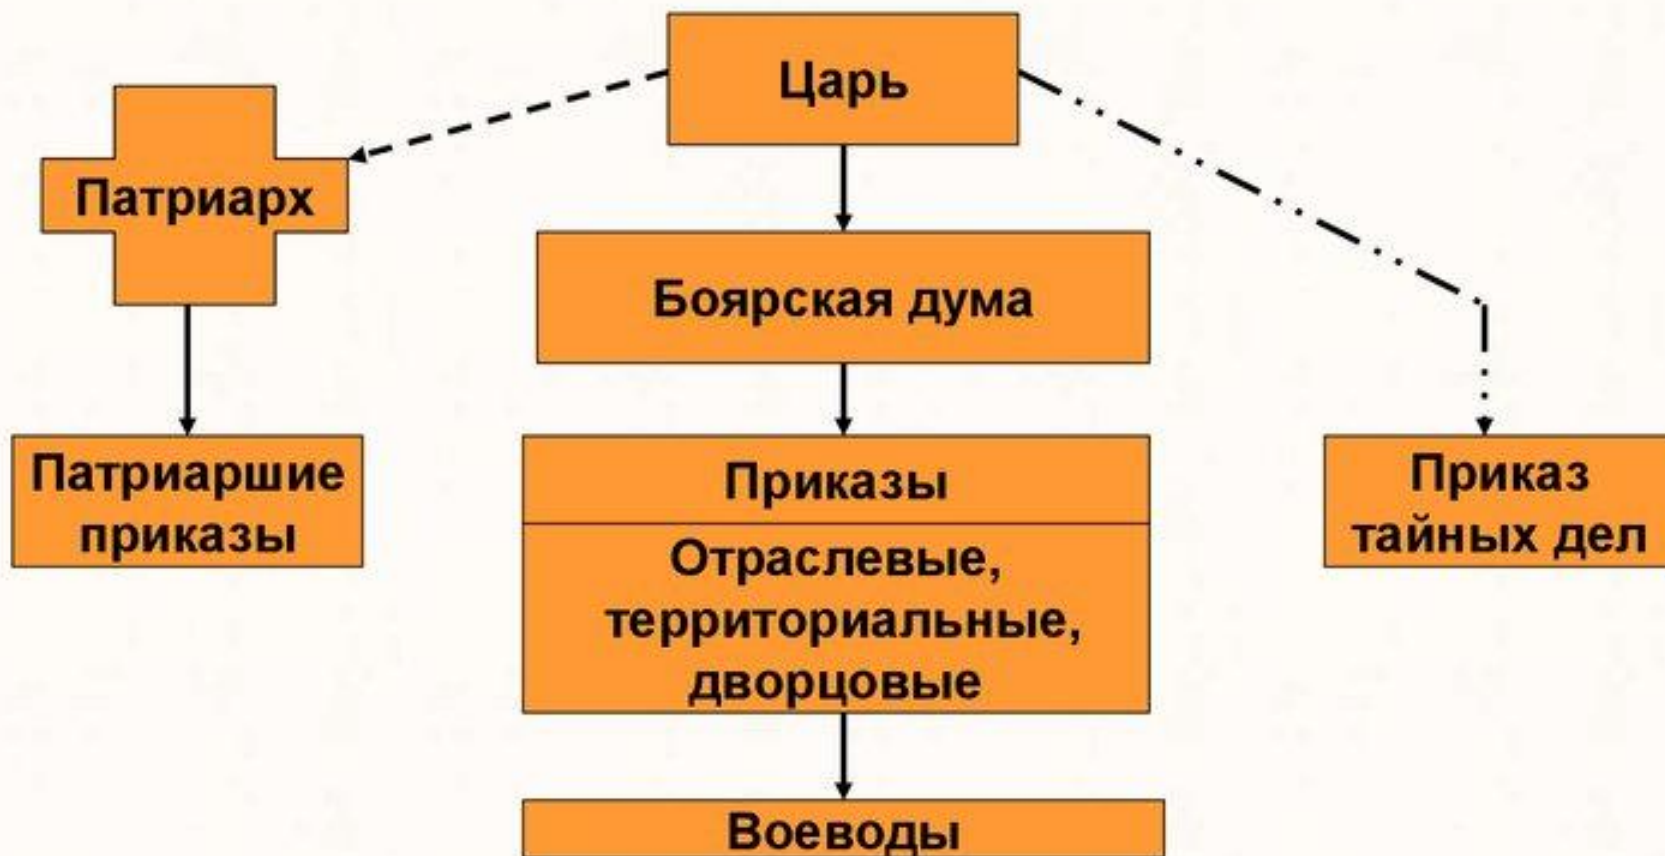 Царь
Патриарх
Боярская дума
Патриаршие
приказы
Приказы
Отраслевые,
территориальные,
дворцовые
Приказ
тайных дел
Воеводы